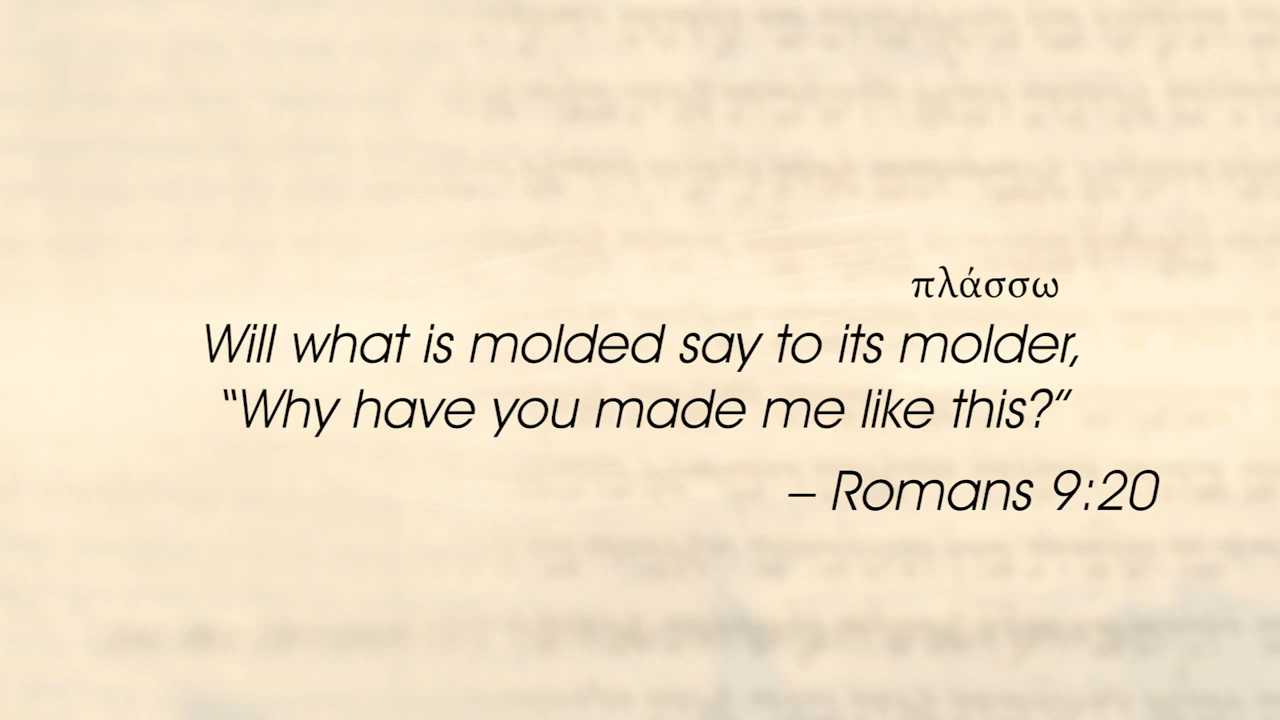 πλάσσω
Will what is molded say to its molder,
“Why have you made me like this?”
– Romans 9:20